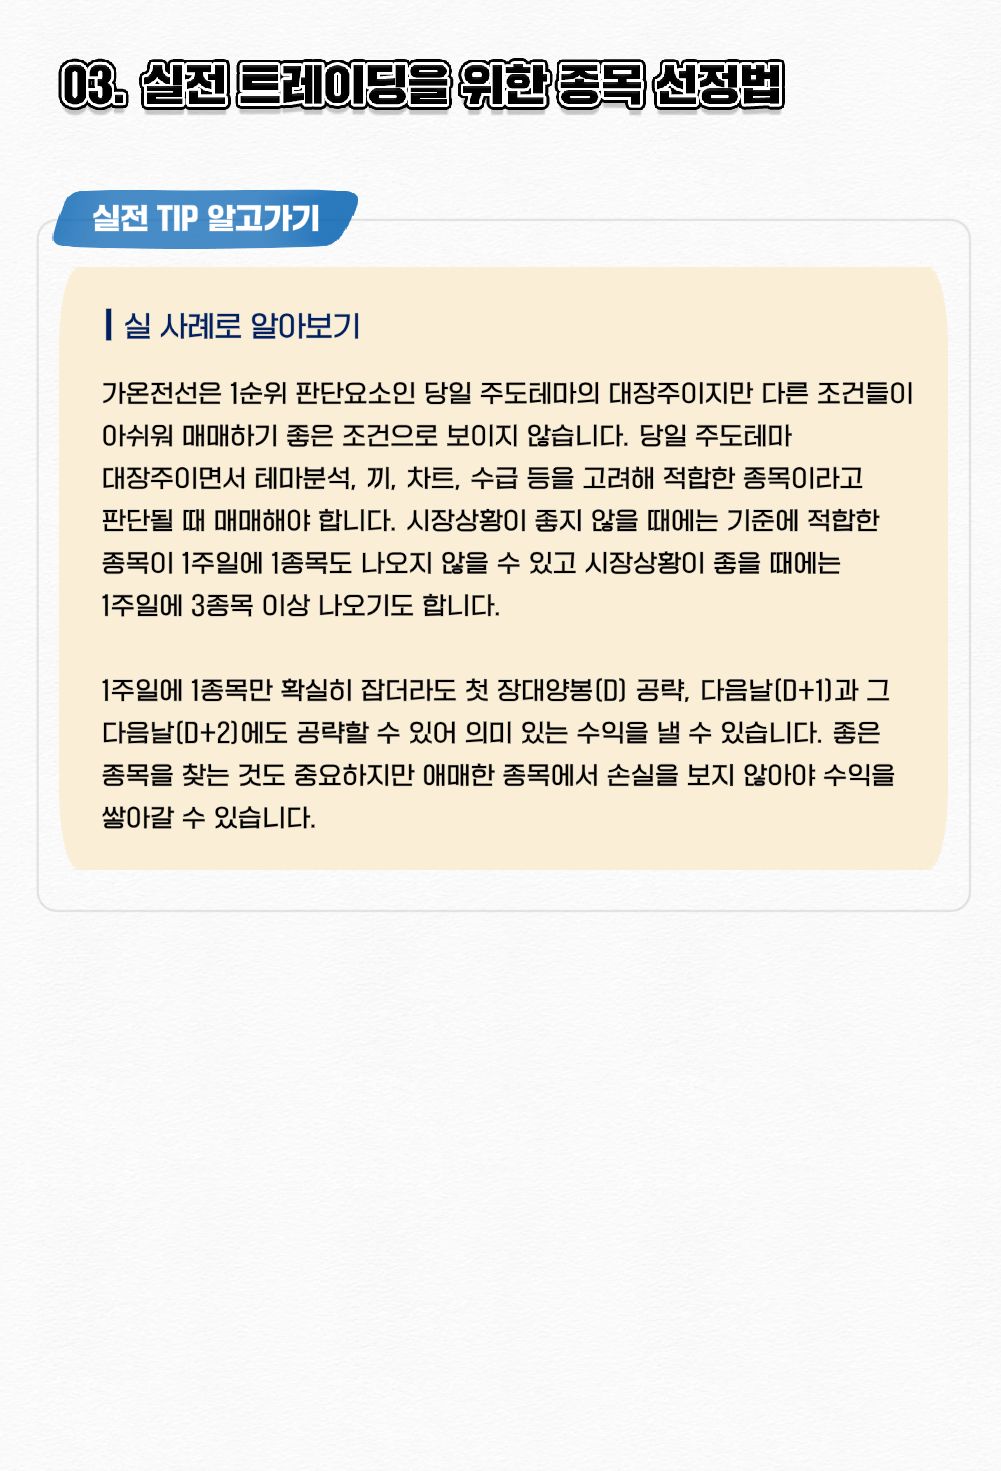 03. 실전 트레이딩을 위한 종목 선정법
실전 TIP 알고가기
실 사례로 알아보기
가온전선은 1순위 판단요소인 당일 주도테마의 대장주이지만 다른 조건들이
아쉬워 매매하기 좋은 조건으로 보이지 않습니다. 당일 주도테마
대장주이면서 테마분석, 끼, 차트, 수급 등을 고려해 적합한 종목이라고
판단될 때 매매해야 합니다. 시장상황이 좋지 않을 때에는 기준에 적합한
종목이 1주일에 1종목도 나오지 않을 수 있고 시장상황이 좋을 때에는
1주일에 3종목 이상 나오기도 합니다.
1주일에 1종목만 확실히 잡더라도 첫 장대양봉(D) 공략, 다음날(D+1)과 그
다음날(D+2)에도 공략할 수 있어 의미 있는 수익을 낼 수 있습니다. 좋은
종목을 찾는 것도 중요하지만 애매한 종목에서 손실을 보지 않아야 수익을
쌓아갈 수 있습니다.